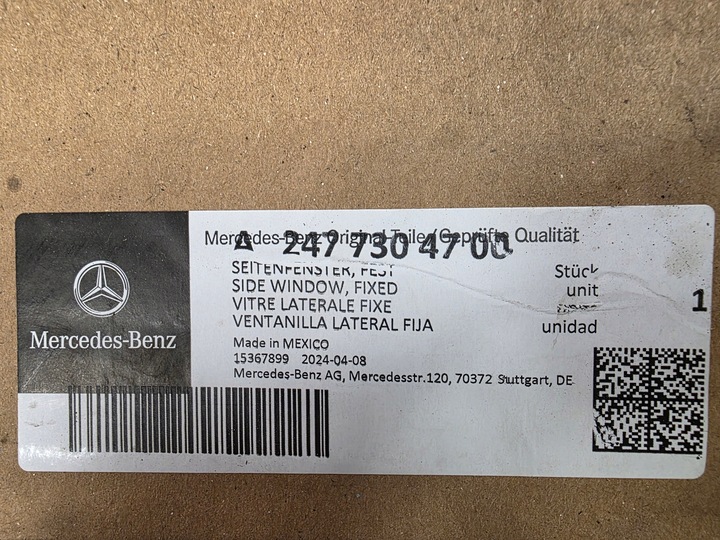 Mercedes-Benz Original-Teile/Geprüfte Qualität
A 247 730 47 00
SEITENFENSTER, FEST Stück
SIDE WINDOW, FIXED unit
VITRE LATERALE FIXE
VENTANILLA LATERAL FIJA unidad
1
Mercedes-Benz
Made in MEXICO
15367899 2024-04-08
Mercedes-Benz AG, Mercedesstr.120, 70372 Stuttgart, DE